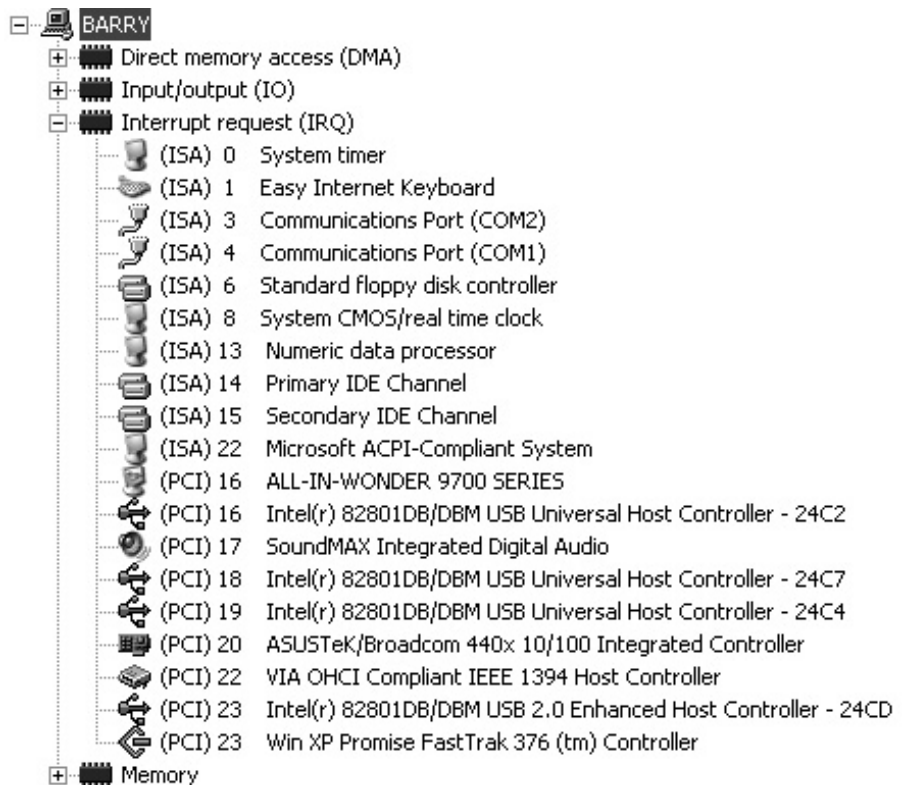 BARRY
Direct memory access (DMA)
Input/output (IO)
Interrupt request (IRQ)
(ISA) 0 System timer
(ISA) 1 Easy Internet Keyboard
(ISA) 3 Communications Port (COM2)
(ISA) 4 Communications Port (COM1)
(ISA) 6 Standard floppy disk controller
(ISA) 8 System CMOS/real time clock
(ISA) 13 Numeric data processor
(ISA) 14 Primary IDE Channel
(ISA) 15 Secondary IDE Channel
(ISA) 22 Microsoft ACPI-Compliant System
(PCI) 16 ALL-IN-WONDER 9700 SERIES
(PCI) 16 Intel(r) 82801DB/DBM USB Universal Host Controller - 24C2
(PCI) 17 SoundMAX Integrated Digital Audio
(PCI) 18 Intel(r) 82801DB/DBM USB Universal Host Controller - 24C7
(PCI) 19 Intel(r) 82801DB/DBM USB Universal Host Controller - 24C4
(PCI) 20 ASUSTeK/Broadcom 440x 10/100 Integrated Controller
(PCI) 22 VIA OHCI Compliant IEEE 1394 Host Controller
(PCI) 23 Intel(r) 82801DB/DBM USB 2.0 Enhanced Host Controller - 24CD
(PCI) 23 Win XP Promise FastTrak 376 (tm) Controller
Memory